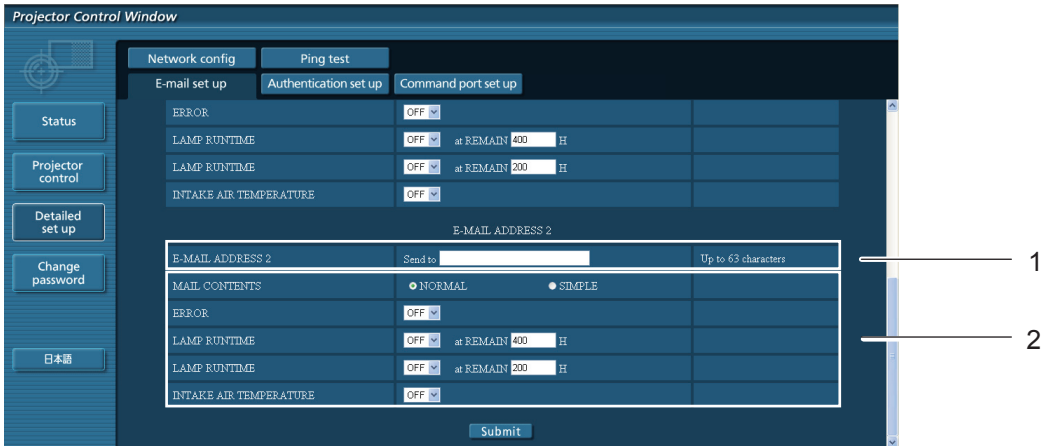 Projector Control Window
Network config Ping test
E-mail set up Authentication set up Command port set up
Status
Projector control
Detailed set up
Change password
日本語
ERROR OFF
LAMP RUNTIME OFF at REMAIN 400 H
LAMP RUNTIME OFF at REMAIN 200 H
INTAKE AIR TEMPERATURE OFF
E-MAIL ADDRESS 2
E-MAIL ADDRESS 2 Send to Up to 63 characters 1
MAIL CONTENTS NORMAL SIMPLE
ERROR OFF
LAMP RUNTIME OFF at REMAIN 400 H 2
LAMP RUNTIME OFF at REMAIN 200 H
INTAKE AIR TEMPERATURE OFF
Submit